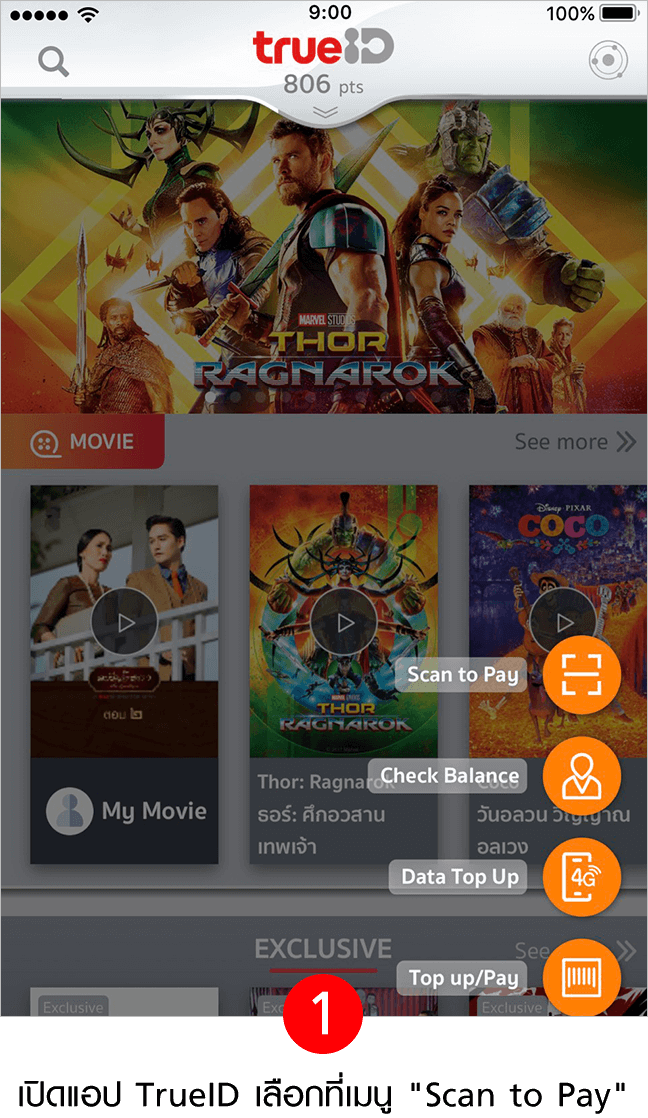 9:00
100%
trueID
806 pts
MARVEL STUDIOS
THOR
RAGNAROK
MOVIE
See more
Disney PIXAR
COCO
ตอน ๒
MARVEL STUDIOS
THOR
RAGNAROK
Scan to Pay
My Movie
Thor: Ragnarok
ธอร์: ศึกอวสาน
เทพเจ้า
Check Balance
Coco
วันอลวน วิญญาณ
อลเวง
Data Top Up
EXCLUSIVE
See
Top up/Pay
Exclusive
Exclusive
1
เปิดแอป TrueID เลือกที่เมนู "Scan to Pay"